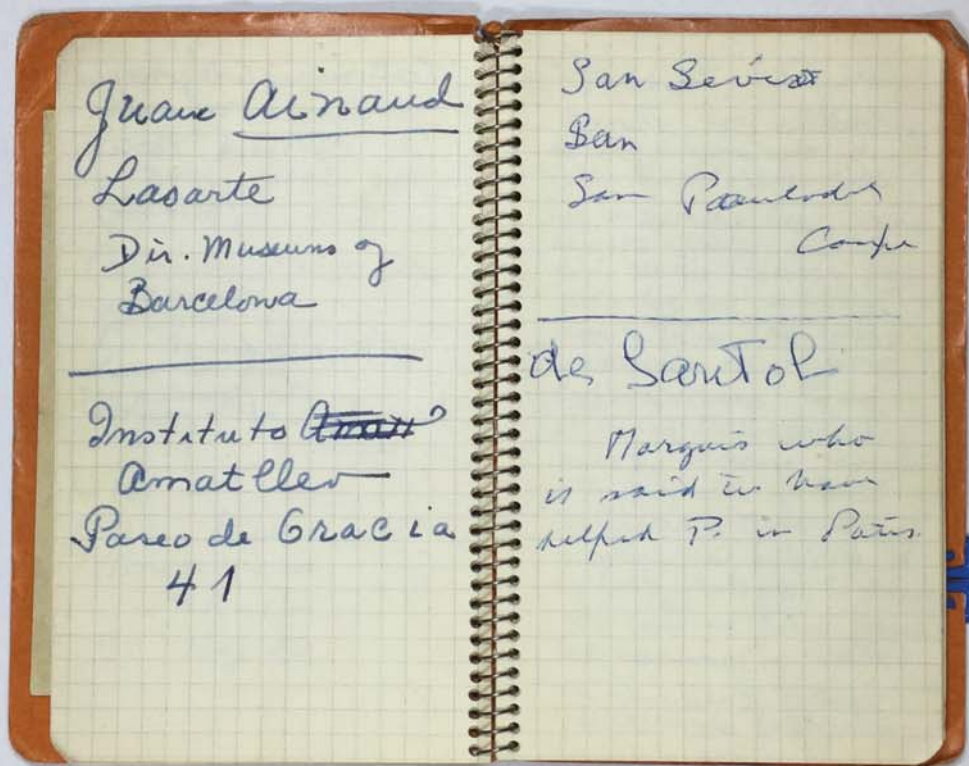 Juan Ainaud
Lasarte
Dir. Museums of
Barcelona
Instituto
Amatller
Paseo de Gracia
41
San
San
San
de Santol
Marquis who
is said to have
helped P. in Paris.